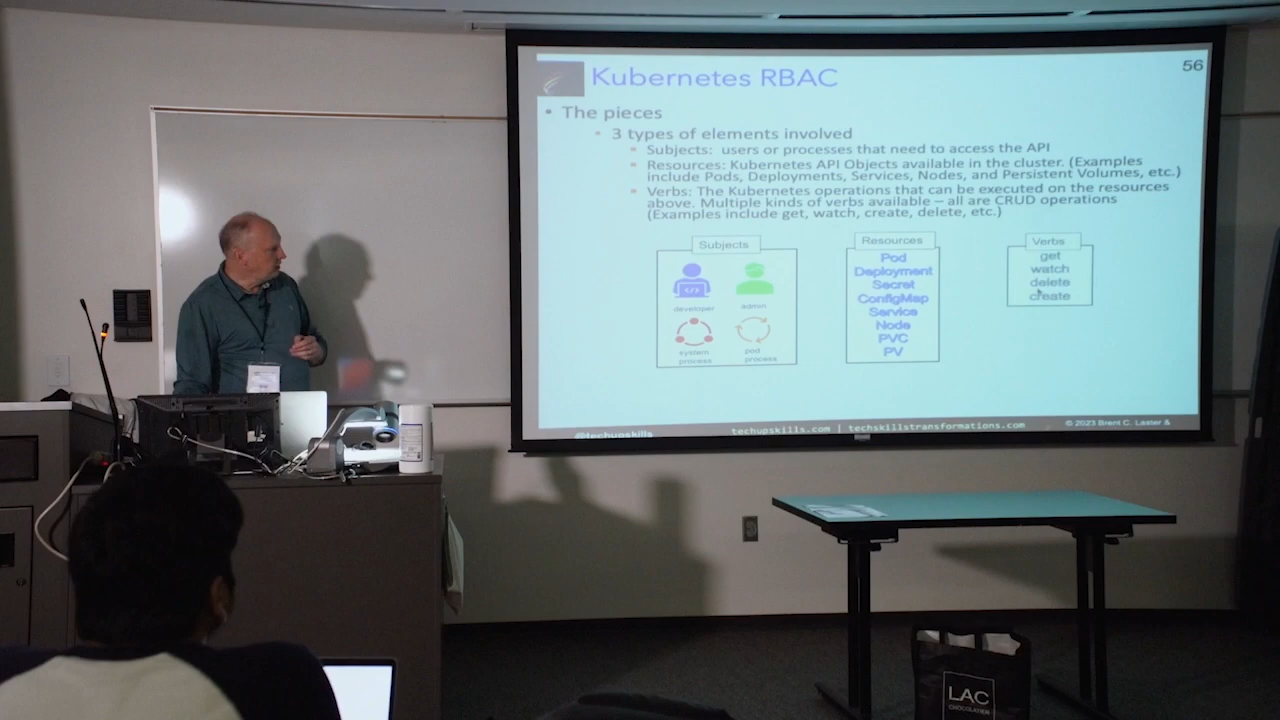 Kubernetes RBAC
56
• The pieces
3 types of elements involved
Subjects: users or processes that need to access the API
Resources: Kubernetes API Objects available in the cluster. (Examples
include Pods, Deployments, Services, Nodes, and Persistent Volumes, etc.)
Verbs: The Kubernetes operations that can be executed on the resources
above. Multiple kinds of verbs available – all are CRUD operations
(Examples include get, watch, create, delete, etc.)
Subjects
developer
admin
system
process
pod
process
Resources
Pod
Deployment
Secret
ConfigMap
Service
Node
PVC
PV
Verbs
get
watch
delete
create
@techupskills
techupskills.com | techskillstransformations.com
© 2023 Brent C. Laster &
LAC
CHOCOLATIER